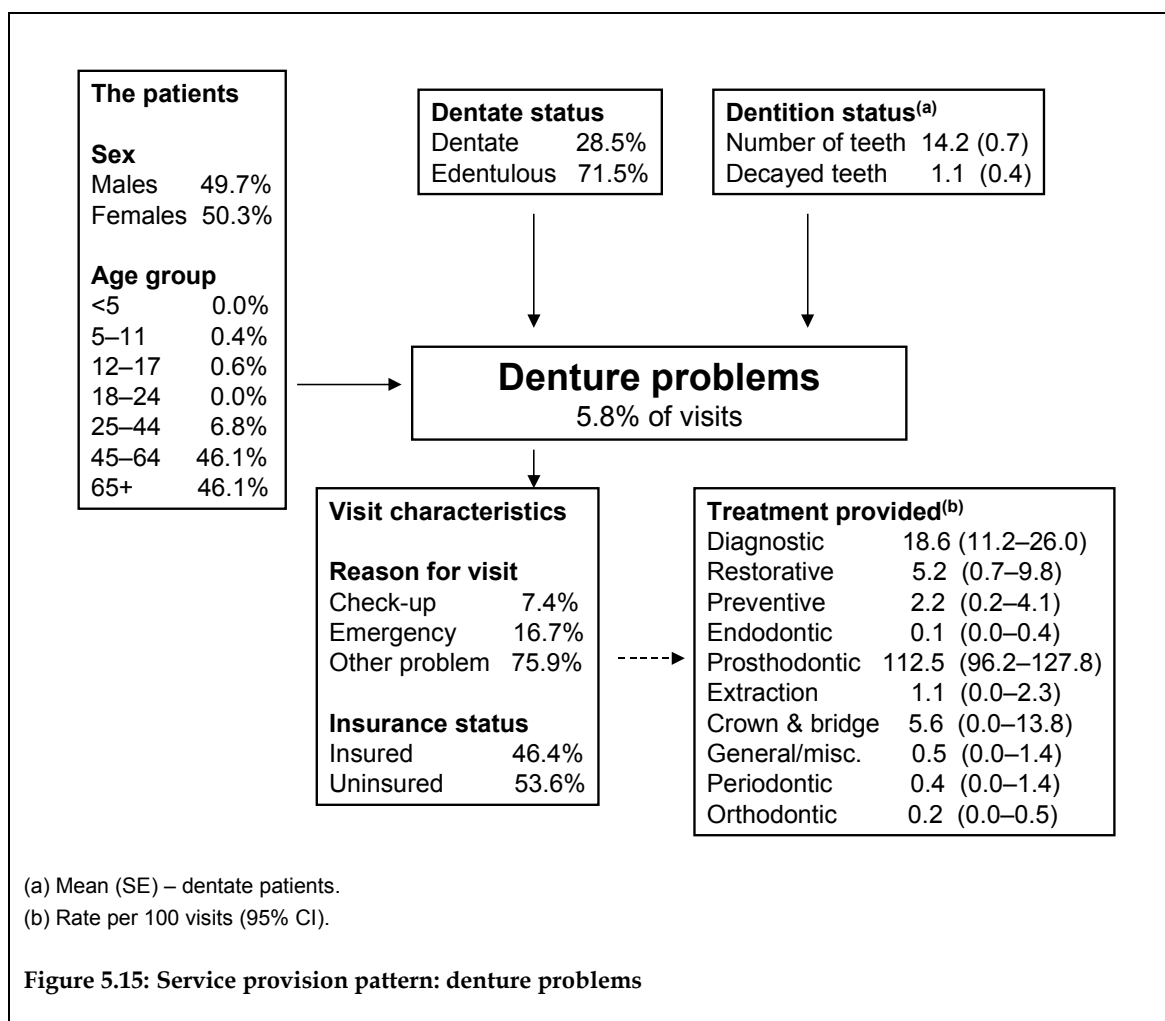 The patients
Sex
Males 49.7%
Females 50.3%
Age group
<5 0.0%
5–11 0.4%
12–17 0.6%
18–24 0.0%
25–44 6.8%
45–64 46.1%
65+ 46.1%
Dentate status
Dentate 28.5%
Edentulous 71.5%
Dentition status(a)
Number of teeth 14.2 (0.7)
Decayed teeth 1.1 (0.4)
Denture problems
5.8% of visits
Visit characteristics
Reason for visit
Check-up 7.4%
Emergency 16.7%
Other problem 75.9%
Insurance status
Insured 46.4%
Uninsured 53.6%
Treatment provided(b)
Diagnostic 18.6 (11.2–26.0)
Restorative 5.2 (0.7–9.8)
Preventive 2.2 (0.2–4.1)
Endodontic 0.1 (0.0–0.4)
Prosthodontic 112.5 (96.2–127.8)
Extraction 1.1 (0.0–2.3)
Crown & bridge 5.6 (0.0–13.8)
General/misc. 0.5 (0.0–1.4)
Periodontic 0.4 (0.0–1.4)
Orthodontic 0.2 (0.0–0.5)
(a) Mean (SE) – dentate patients.
(b) Rate per 100 visits (95% CI).
Figure 5.15: Service provision pattern: denture problems